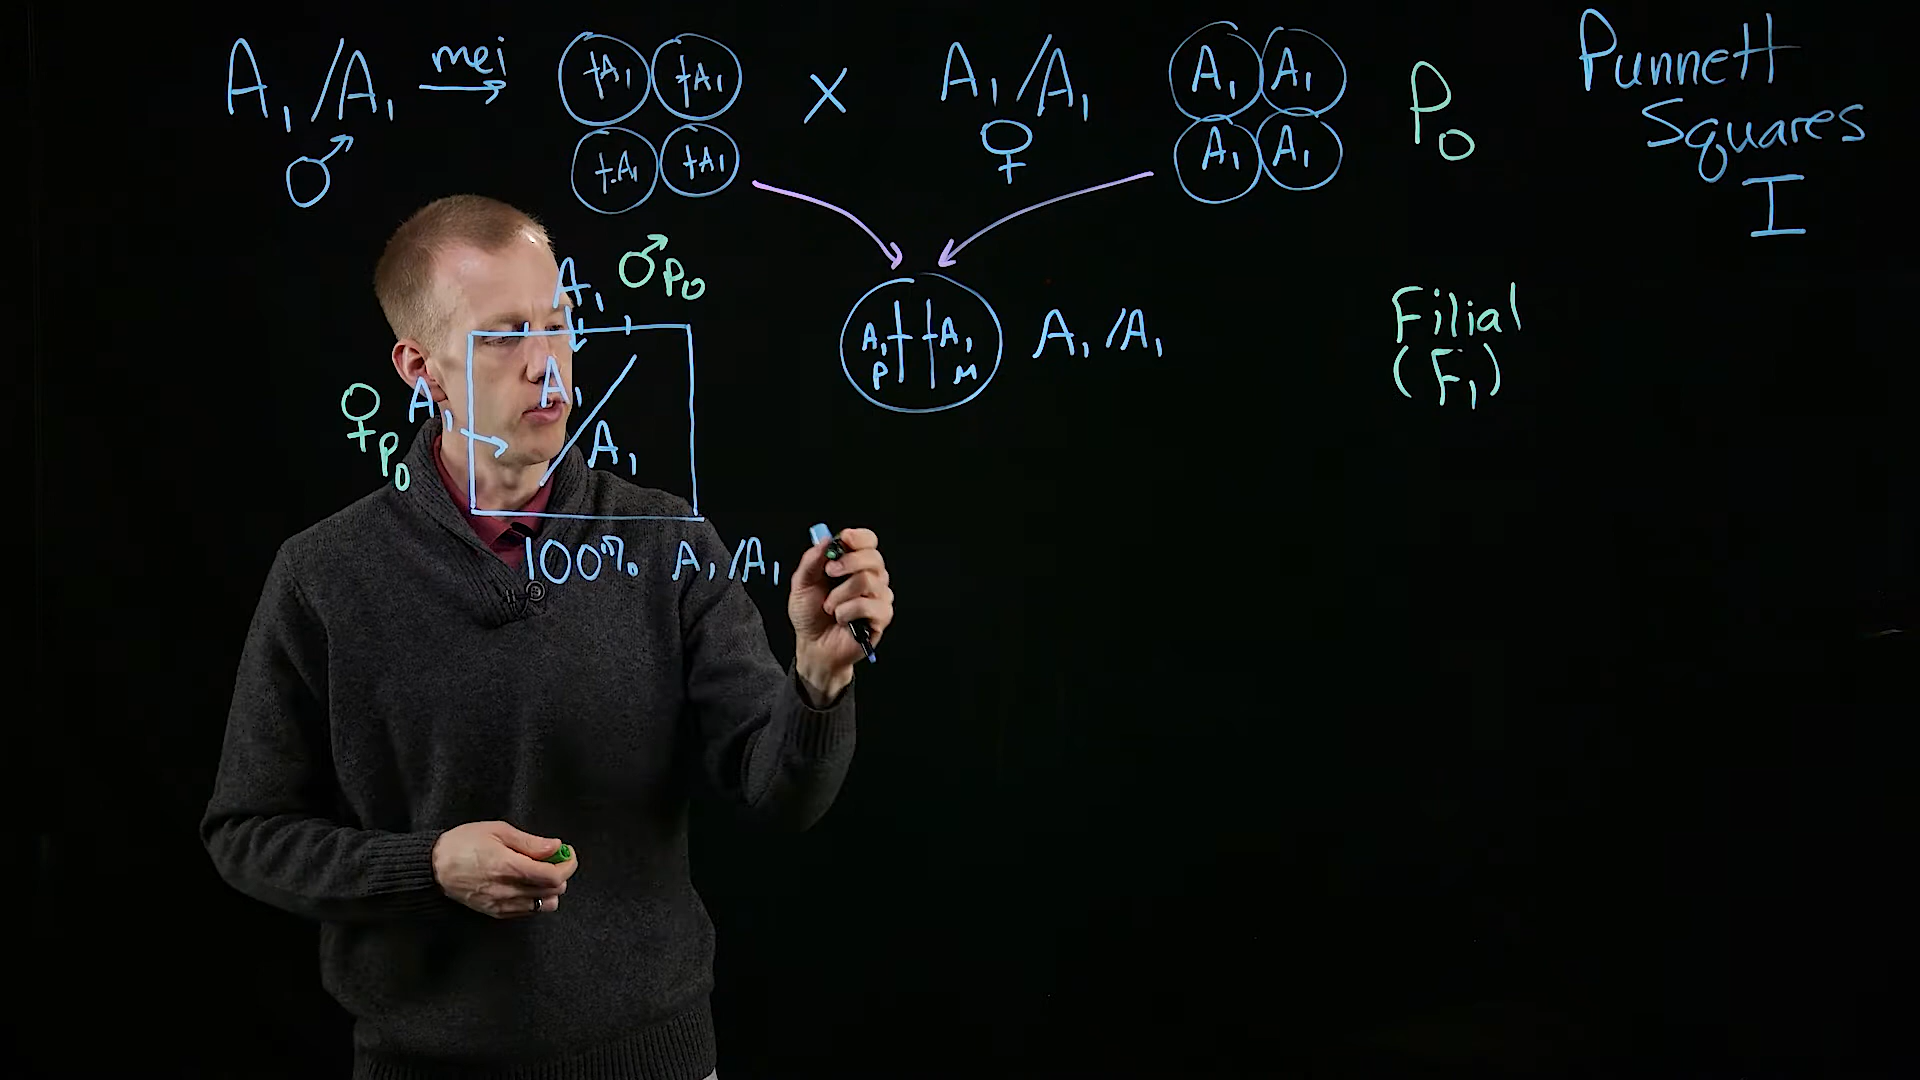 A₁/A₁ mei A₁ A₁ X A₁/A₁ A₁ A₁ P₀
♂ A₁ A₁ ♀ A₁ A₁
Punnett
Squares
I
A₁ ♂ P₀
A₁
♀ P₀ A₁
A₁
100% A₁/A₁
A₁ A₁ A₁/A₁
P M
Filial
(F₁)